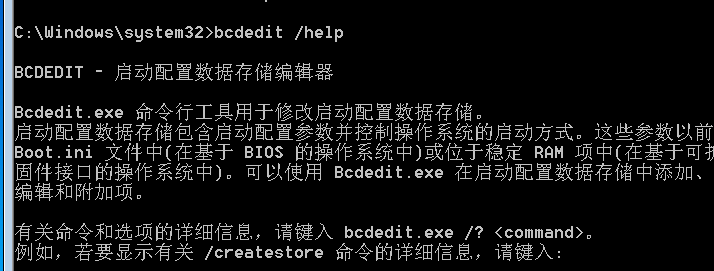 C:\Windows\system32>bcdedit /help
BCDEDIT - 启动配置数据存储编辑器
Bcdedit.exe 命令行工具用于修改启动配置数据存储。
启动配置数据存储包含启动配置参数并控制操作系统的启动方式。这些参数以前
Boot.ini 文件中(在基于 BIOS 的操作系统中)或位于稳定 RAM 项中(在基于可扩
固件接口的操作系统中)。可以使用 Bcdedit.exe 在启动配置数据存储中添加、
编辑和附加项。
有关命令和选项的详细信息，请键入 bcdedit.exe /? <command>。
例如，若要显示有关 /createstore 命令的详细信息，请键入: